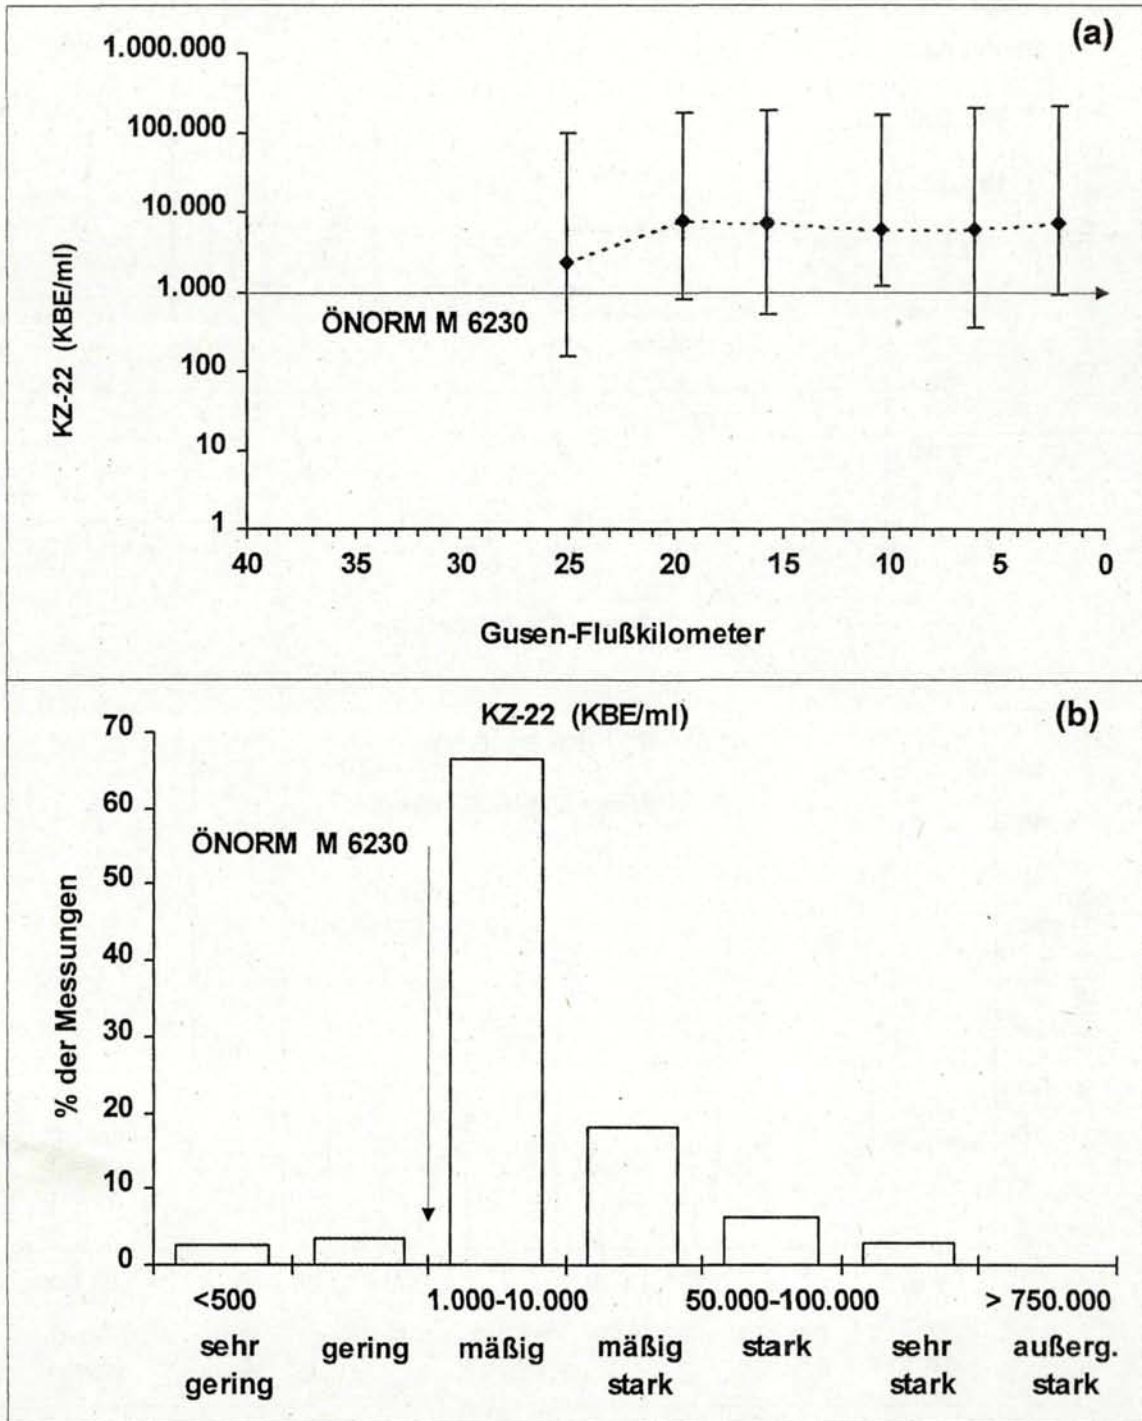 (a)
1.000.000
100.000
10.000
1.000
100
10
1
KZ-22 (KBE/ml)
ÖNORM M 6230
40 35 30 25 20 15 10 5 0
Gusen-Flußkilometer
KZ-22 (KBE/ml)
(b)
70
60
50
40
30
20
10
0
% der Messungen
ÖNORM M 6230
<500 1.000-10.000 50.000-100.000 > 750.000
sehr gering mäßig mäßig stark sehr außerg.
gering stark stark stark